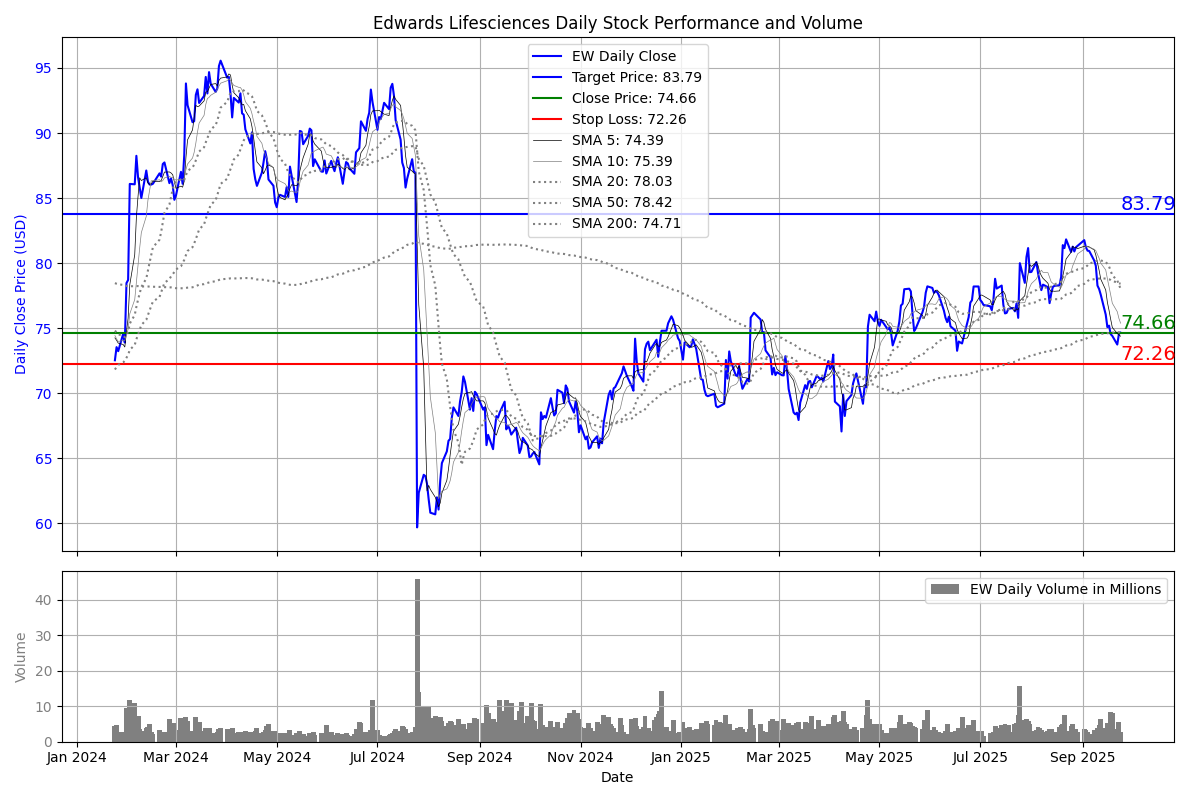 Edwards Lifesciences Daily Stock Performance and Volume
Daily Close Price (USD)
95
90
85
80
75
70
65
60
EW Daily Close
Target Price: 83.79
Close Price: 74.66
Stop Loss: 72.26
SMA 5: 74.39
SMA 10: 75.39
SMA 20: 78.03
SMA 50: 78.42
SMA 200: 74.71
83.79
74.66
72.26
Volume
40
30
20
10
0
EW Daily Volume in Millions
Jan 2024 Mar 2024 May 2024 Jul 2024 Sep 2024 Nov 2024 Jan 2025 Mar 2025 May 2025 Jul 2025 Sep 2025
Date